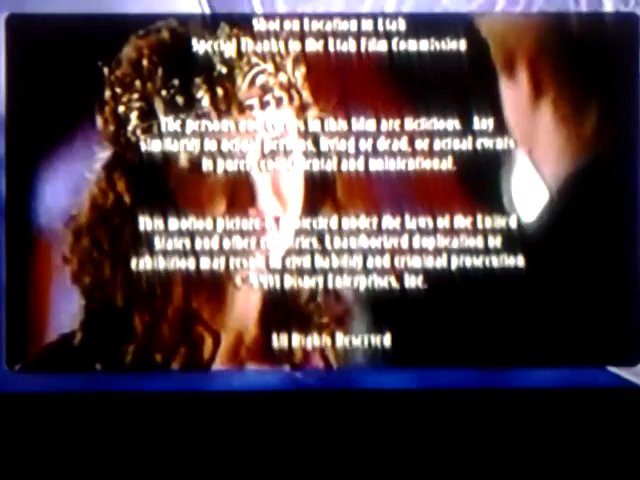 Shot on Location in Utah
Special Thanks to the Utah Film Commission
The persons and in this film are fictitious. Any
similarity to actual persons, living or dead, or actual events
is purely coincidental and unintentional.
This motion picture is protected under the laws of the United
States and other countries. Unauthorized duplication or
exhibition may result in civil liability and criminal prosecution
© Disney Enterprises, Inc.
All Rights Reserved